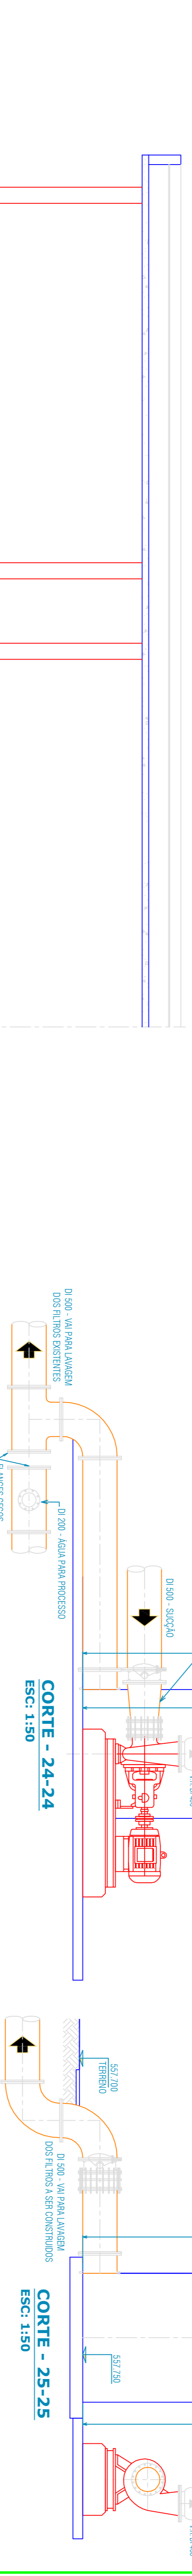 DI 500 - VAI PARA LAVAGEM
DOS FILTROS EXISTENTES
DI 200 - ÁGUA PARA PROCESSO
DI 500 - SUCÇÃO
CORTE - 24-24
ESC: 1:50
557.700
TERRENO
DI 500 - VAI PARA LAVAGEM
DOS FILTROS A SER CONSTRUIDOS
557.750
CORTE - 25-25
ESC: 1:50